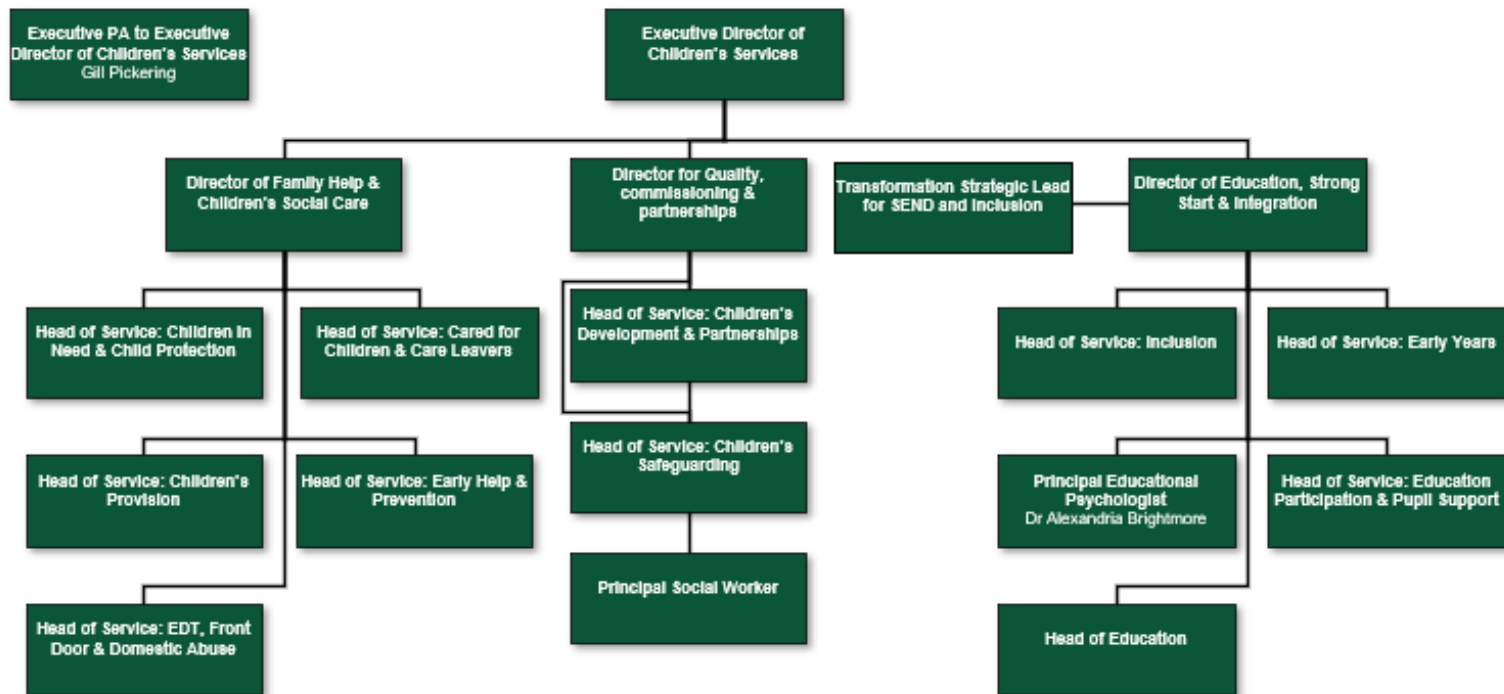 Executive PA to Executive
Director of Children's Services
Gill Pickering
Executive Director of
Children's Services
Director of Family Help &
Children's Social Care
Director for Quality,
commissioning &
partnerships
Transformation Strategic Lead
for SEND and Inclusion
Director of Education, Strong
Start & Integration
Head of Service: Children in
Need & Child Protection
Head of Service: Cared for
Children & Care Leavers
Head of Service: Children's
Development & Partnerships
Head of Service: Inclusion
Head of Service: Early Years
Head of Service: Children's
Provision
Head of Service: Early Help &
Prevention
Head of Service: Children's
Safeguarding
Principal Educational
Psychologist
Dr Alexandria Brightmore
Head of Service: Education
Participation & Pupil Support
Head of Service: EDT, Front
Door & Domestic Abuse
Principal Social Worker
Head of Education